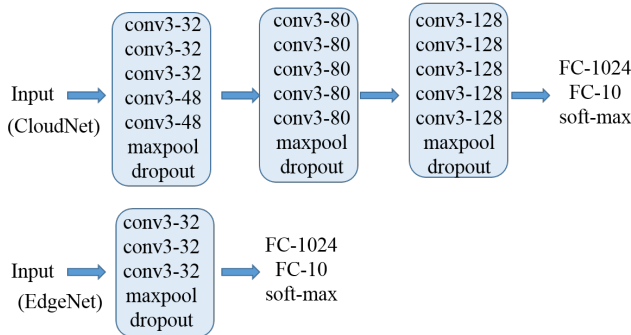 Input
(CloudNet)
conv3-32
conv3-32
conv3-32
conv3-48
conv3-48
maxpool
dropout
conv3-80
conv3-80
conv3-80
conv3-80
conv3-80
maxpool
dropout
conv3-128
conv3-128
conv3-128
conv3-128
conv3-128
maxpool
dropout
FC-1024
FC-10
soft-max
Input
(EdgeNet)
conv3-32
conv3-32
conv3-32
maxpool
dropout
FC-1024
FC-10
soft-max